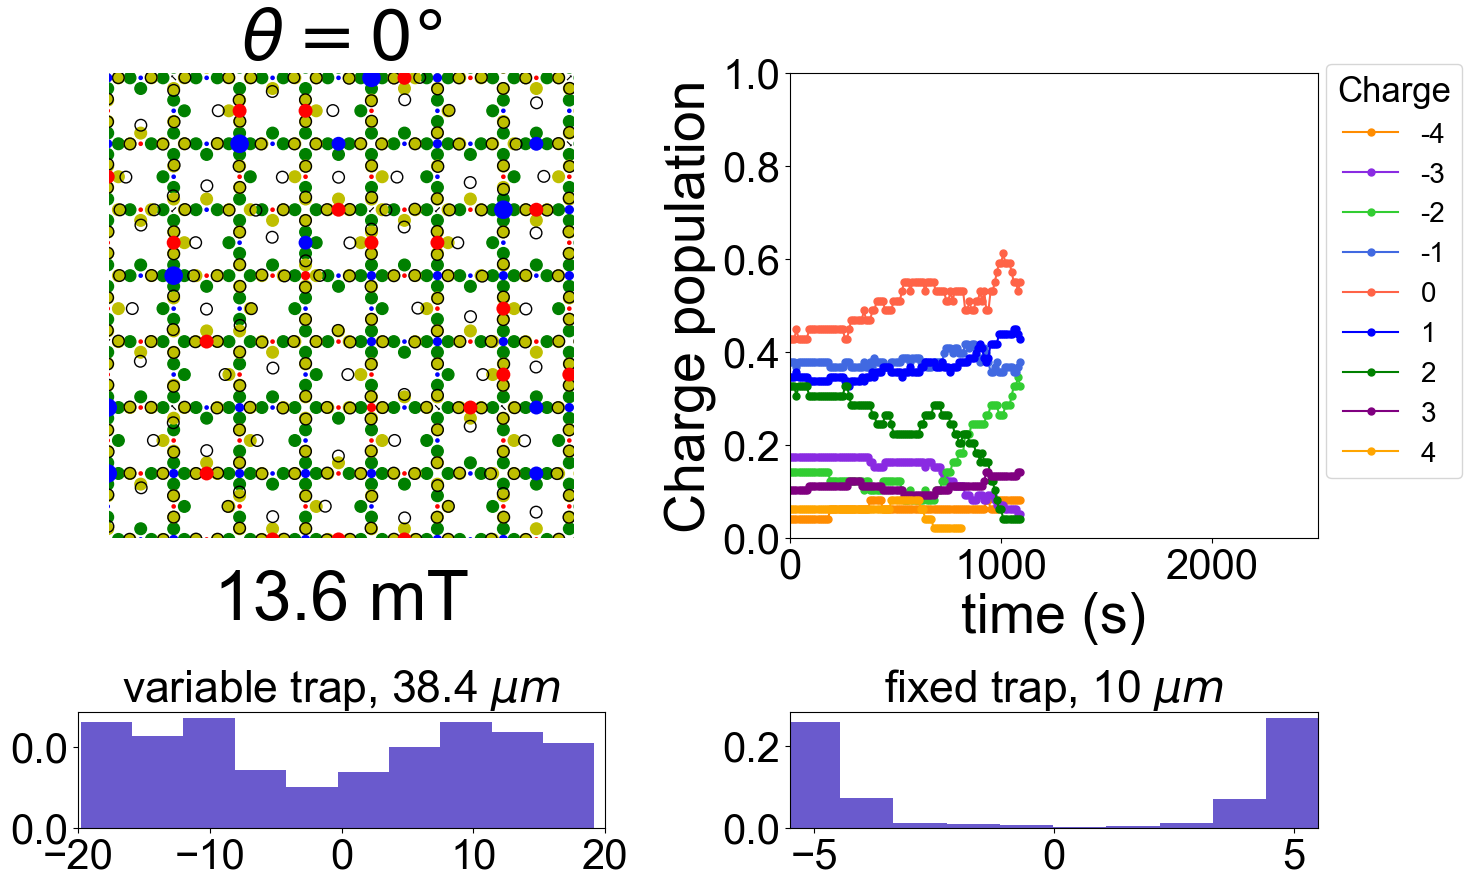 θ = 0°
13.6 mT
1.0
0.8
0.6
0.4
0.2
0.0
Charge population
0 1000 2000
time (s)
Charge
-4
-3
-2
-1
0
1
2
3
4
variable trap, 38.4 μm
0.0
0.0
−20 −10 0 10 20
fixed trap, 10 μm
0.2
0.0
−5 0 5